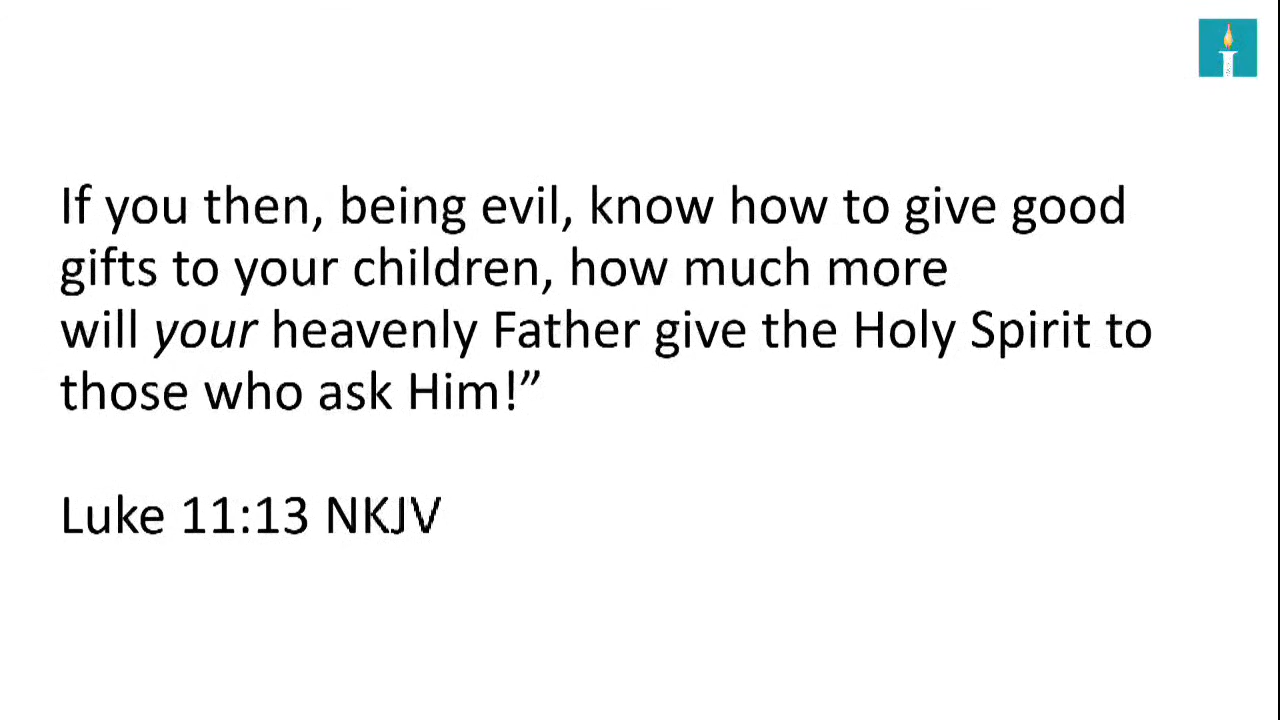 If you then, being evil, know how to give good
gifts to your children, how much more
will your heavenly Father give the Holy Spirit to
those who ask Him!”
Luke 11:13 NKJV